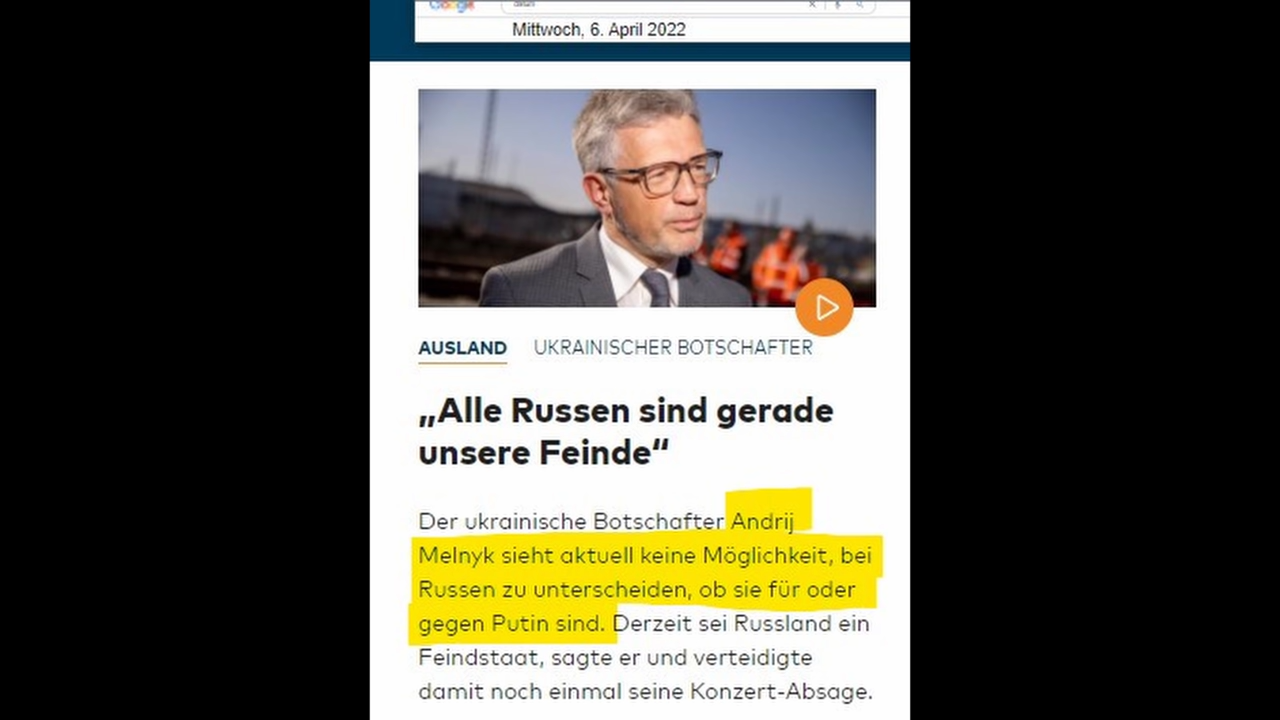 Mittwoch, 6. April 2022
AUSLAND UKRAINISCHER BOTSCHAFTER
„Alle Russen sind gerade
unsere Feinde“
Der ukrainische Botschafter Andrij
Melnyk sieht aktuell keine Möglichkeit, bei
Russen zu unterscheiden, ob sie für oder
gegen Putin sind. Derzeit sei Russland ein
Feindstaat, sagte er und verteidigte
damit noch einmal seine Konzert-Absage.